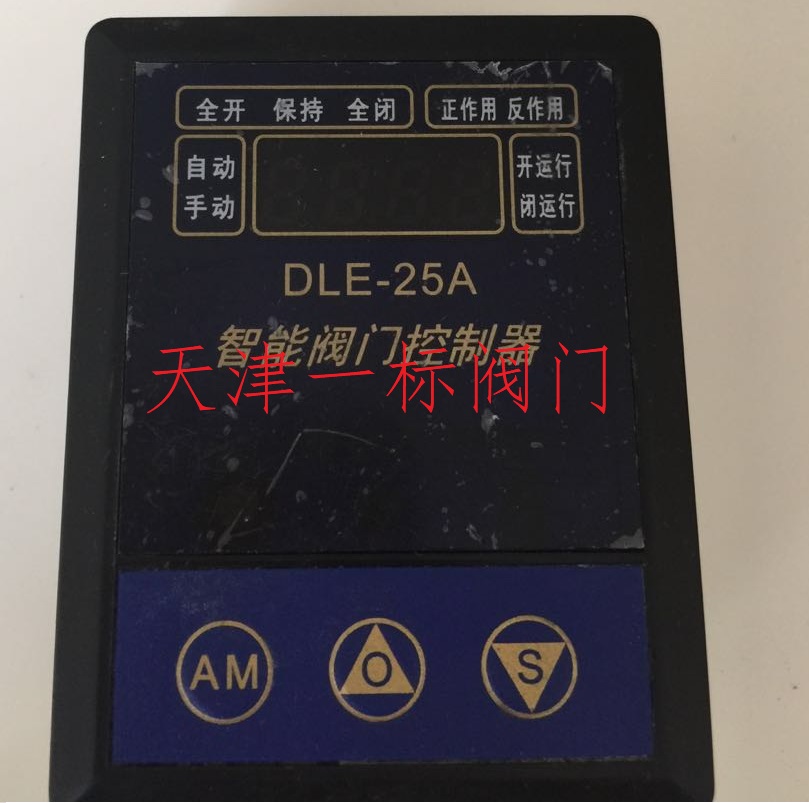 全开 保持 全闭 正作用 反作用
自动 开运行
手动 闭运行
DLE-25A
智能阀门控制器
天津一标阀门
AM O S